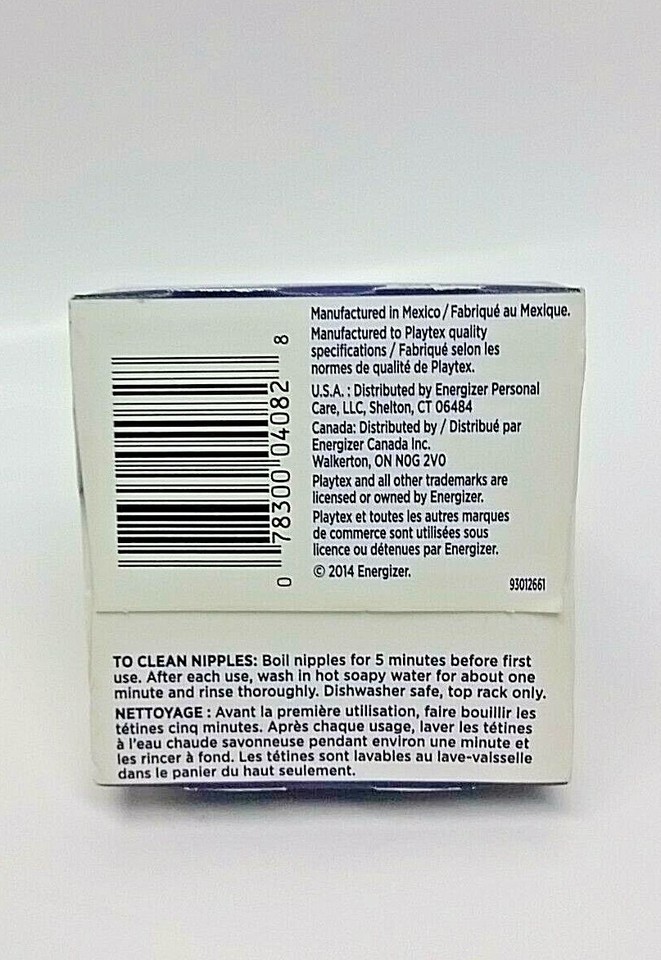 0 78300 04082 8
Manufactured in Mexico / Fabriqué au Mexique.
Manufactured to Playtex quality
specifications / Fabriqué selon les
normes de qualité de Playtex.
U.S.A. : Distributed by Energizer Personal
Care, LLC, Shelton, CT 06484
Canada: Distributed by / Distribué par
Energizer Canada Inc.
Walkerton, ON N0G 2V0
Playtex and all other trademarks are
licensed or owned by Energizer.
Playtex et toutes les autres marques
de commerce sont utilisées sous
licence ou détenues par Energizer.
© 2014 Energizer.
93012661
TO CLEAN NIPPLES: Boil nipples for 5 minutes before first
use. After each use, wash in hot soapy water for about one
minute and rinse thoroughly. Dishwasher safe, top rack only.
NETTOYAGE : Avant la première utilisation, faire bouillir les
tétines cinq minutes. Après chaque usage, laver les tétines
à l'eau chaude savonneuse pendant environ une minute et
les rincer à fond. Les tétines sont lavables au lave-vaisselle
dans le panier du haut seulement.